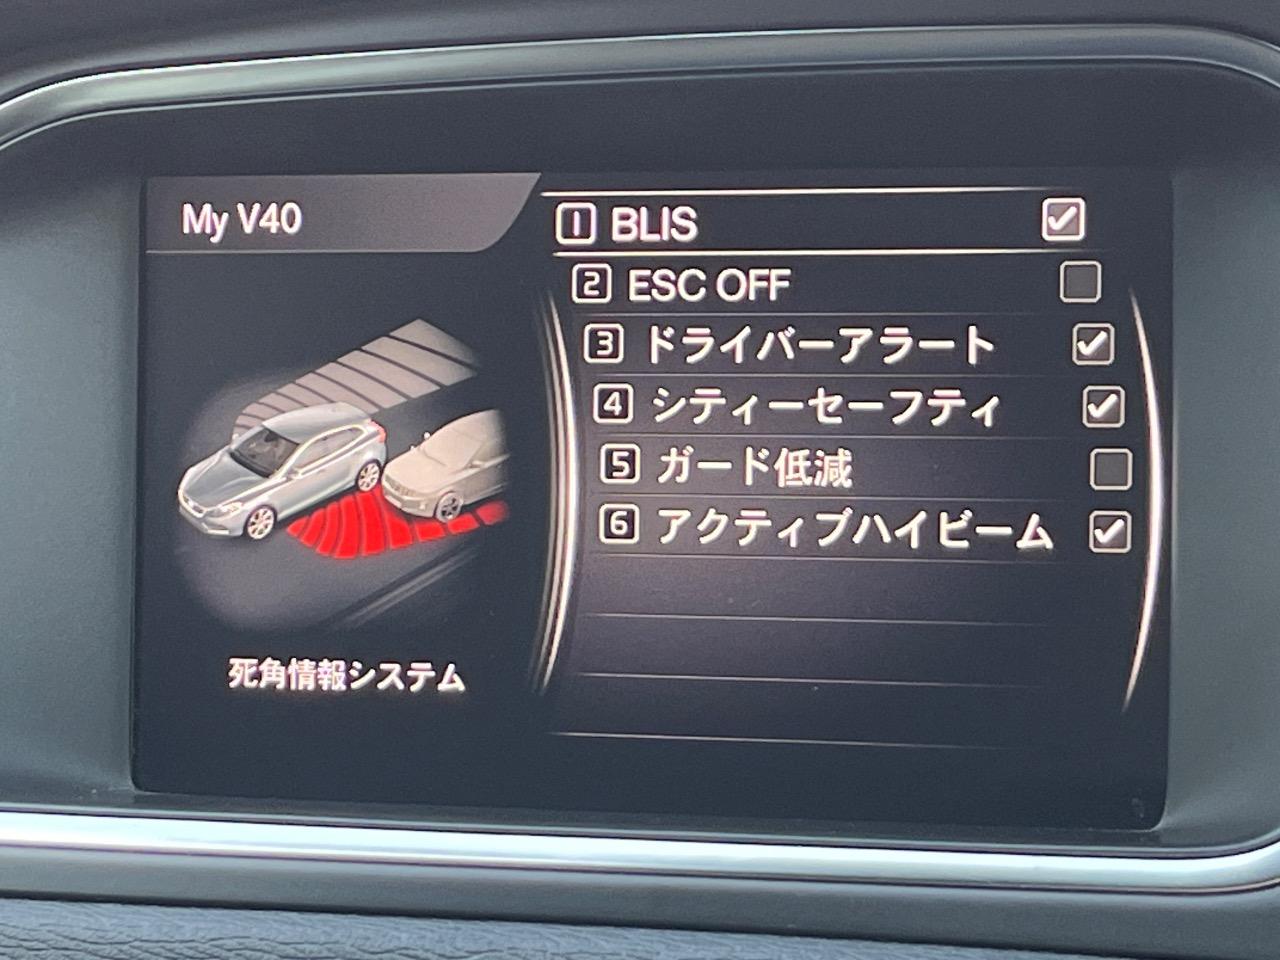 My V40
1 BLIS
2 ESC OFF
3 ドライバーアラート
4 シティーセーフティ
5 ガード低減
6 アクティブハイビーム
死角情報システム